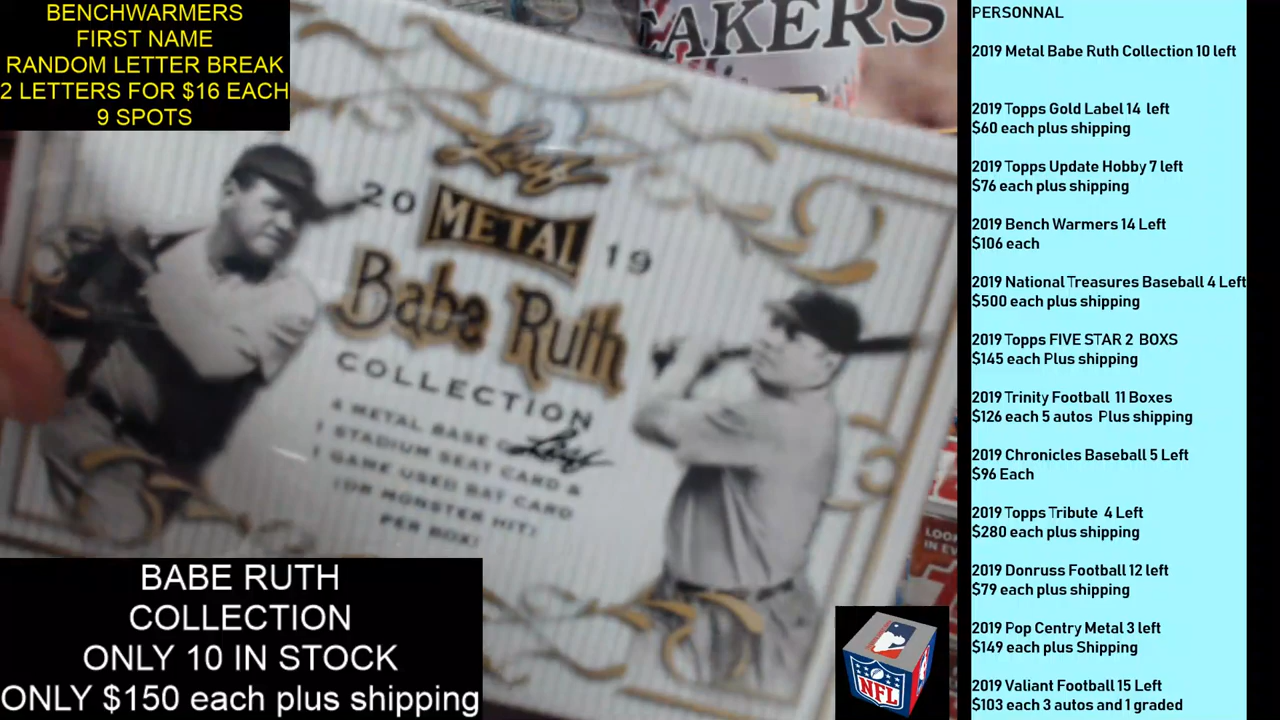 BENCHWARMERS
FIRST NAME
RANDOM LETTER BREAK
2 LETTERS FOR $16 EACH
9 SPOTS
AKERS
Leaf
2019
METAL
Babe Ruth
COLLECTION
4 METAL BASE
Leaf
1 STADIUM SEAT CARD &
1 GAME USED BAT CARD
(OR MONSTER HIT)
PER BOX!
LOOK
IN EV
BABE RUTH
COLLECTION
ONLY 10 IN STOCK
ONLY $150 each plus shipping
NFL
PERSONNAL
2019 Metal Babe Ruth Collection 10 left
2019 Topps Gold Label 14 left
$60 each plus shipping
2019 Topps Update Hobby 7 left
$76 each plus shipping
2019 Bench Warmers 14 Left
$106 each
2019 National Treasures Baseball 4 Left
$500 each plus shipping
2019 Topps FIVE STAR 2 BOXS
$145 each Plus shipping
2019 Trinity Football 11 Boxes
$126 each 5 autos Plus shipping
2019 Chronicles Baseball 5 Left
$96 Each
2019 Topps Tribute 4 Left
$280 each plus shipping
2019 Donruss Football 12 left
$79 each plus shipping
2019 Pop Centry Metal 3 left
$149 each plus Shipping
2019 Valiant Football 15 Left
$103 each 3 autos and 1 graded